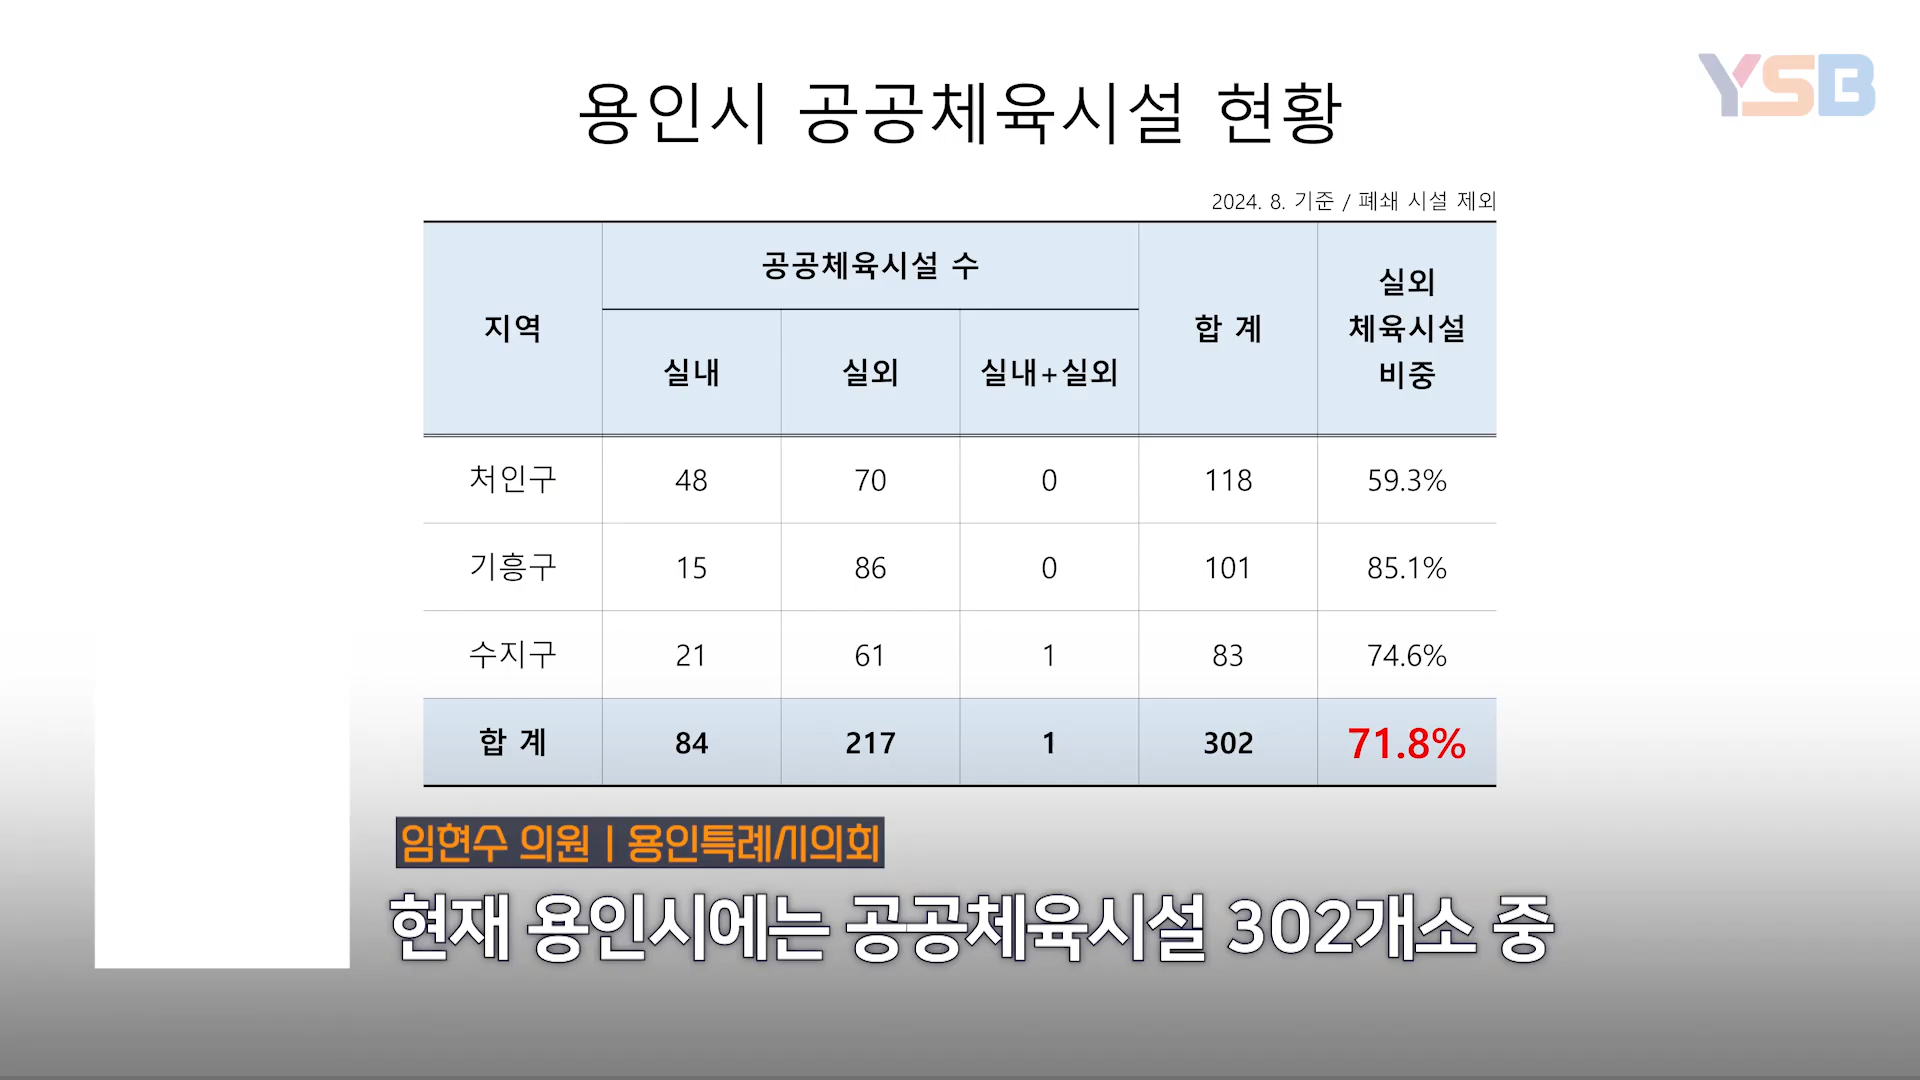 YSB
용인시 공공체육시설 현황
2024. 8. 기준 / 폐쇄 시설 제외
지역 공공체육시설 수 합 계 실외 체육시설 비중
실내 실외 실내+실외
처인구 48 70 0 118 59.3%
기흥구 15 86 0 101 85.1%
수지구 21 61 1 83 74.6%
합 계 84 217 1 302 71.8%
임현수 의원 | 용인특례시의회
현재 용인시에는 공공체육시설 302개소 중